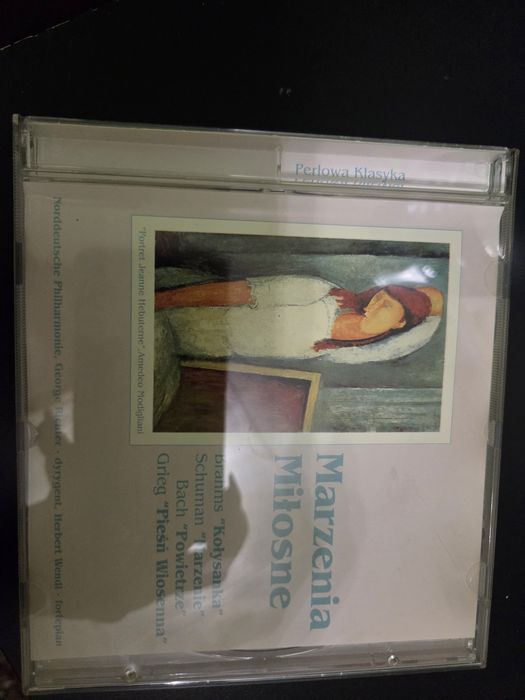 Perłowa Klasyka
"Portret Jeanne Hebuterne", Amedeo Modigliani
Marzenia
Miłosne
Brahms "Kołysanka"
Schuman "Marzenie"
Bach "Powietrze"
Grieg "Pieśń Wiosenna"
Norddeutsche Philharmonie, George · dyrygent, Herbert Wendl · fortepian